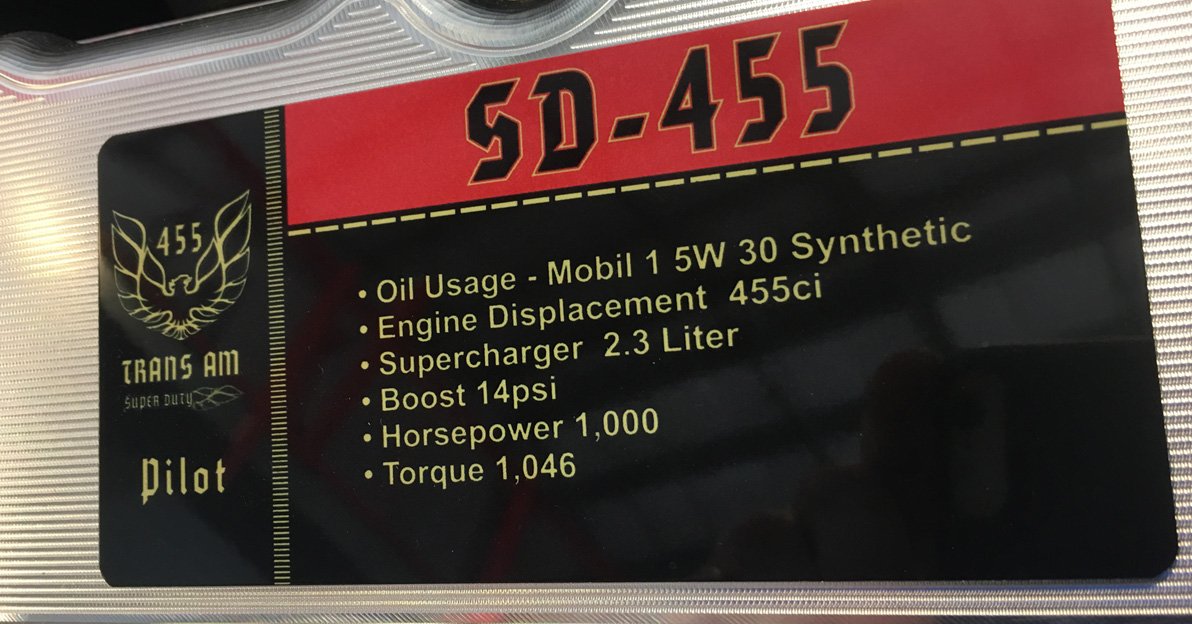 SD-455
455
TRANS AM
SUPER DUTY
Pilot
• Oil Usage - Mobil 1 5W 30 Synthetic
• Engine Displacement 455ci
• Supercharger 2.3 Liter
• Boost 14psi
• Horsepower 1,000
• Torque 1,046